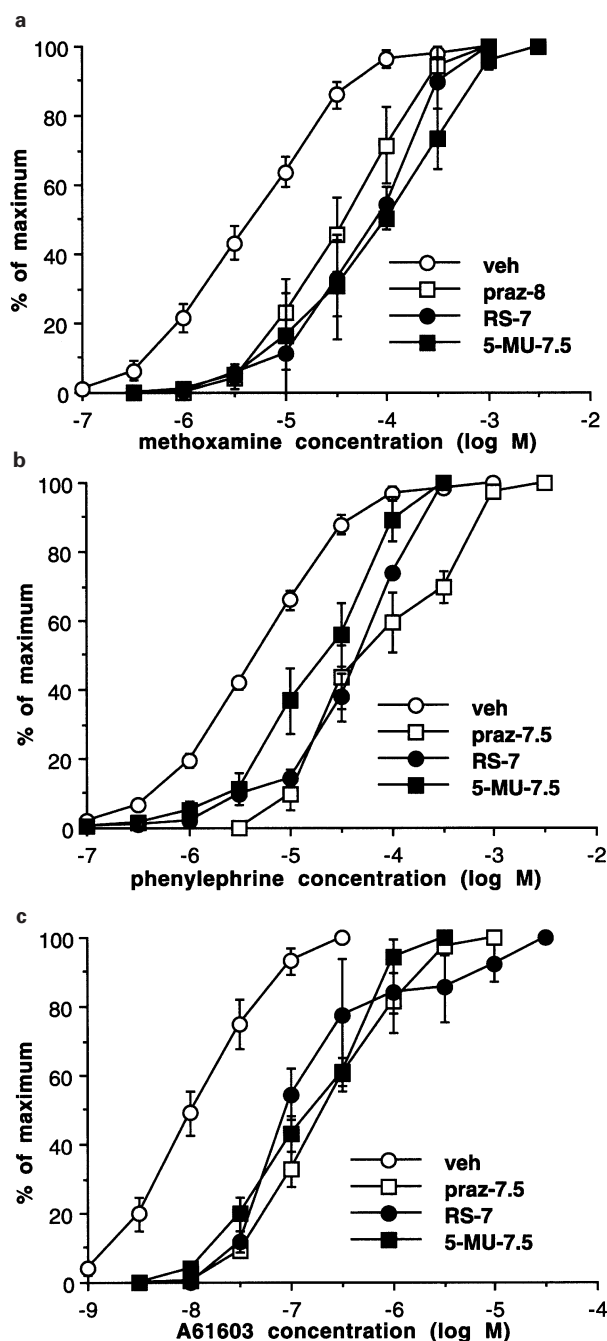 a
100
80
60
40
20
0
% of maximum
veh
praz-8
RS-7
5-MU-7.5
-7 -6 -5 -4 -3 -2
methoxamine concentration (log M)
b
100
80
60
40
20
0
% of maximum
veh
praz-7.5
RS-7
5-MU-7.5
-7 -6 -5 -4 -3 -2
phenylephrine concentration (log M)
c
100
80
60
40
20
0
% of maximum
veh
praz-7.5
RS-7
5-MU-7.5
-9 -8 -7 -6 -5 -4
A61603 concentration (log M)